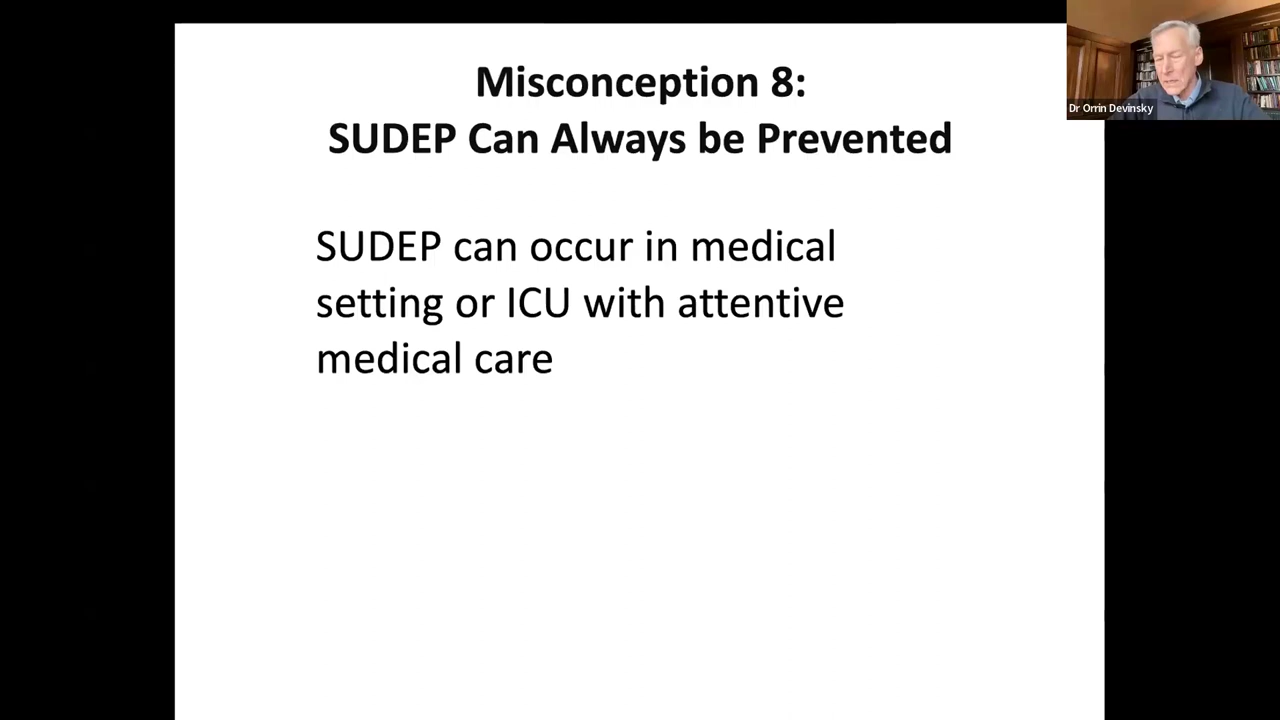 Misconception 8:
SUDEP Can Always be Prevented
SUDEP can occur in medical
setting or ICU with attentive
medical care
Dr Orrin Devinsky